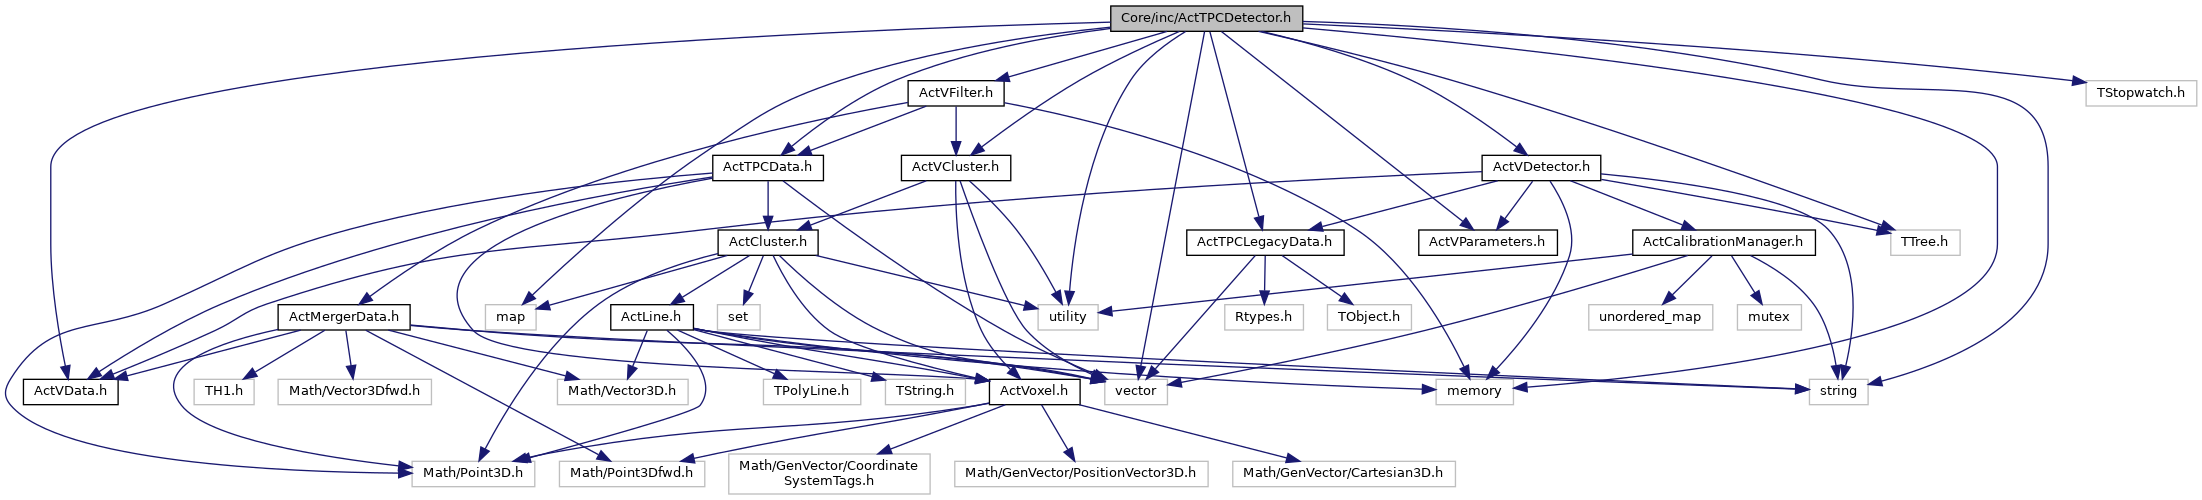 Core/inc/ActTPCDetector.h
ActVFilter.h
TStopwatch.h
ActTPCData.h
ActVCluster.h
ActVDetector.h
ActCluster.h
ActTPCLegacyData.h
ActVParameters.h
ActCalibrationManager.h
TTree.h
ActMergerData.h
map
ActLine.h
set
utility
Rtypes.h
TObject.h
unordered_map
mutex
ActVData.h
TH1.h
Math/Vector3Dfwd.h
Math/Vector3D.h
TPolyLine.h
TString.h
ActVoxel.h
vector
memory
string
Math/Point3D.h
Math/Point3Dfwd.h
Math/GenVector/Coordinate
SystemTags.h
Math/GenVector/PositionVector3D.h
Math/GenVector/Cartesian3D.h